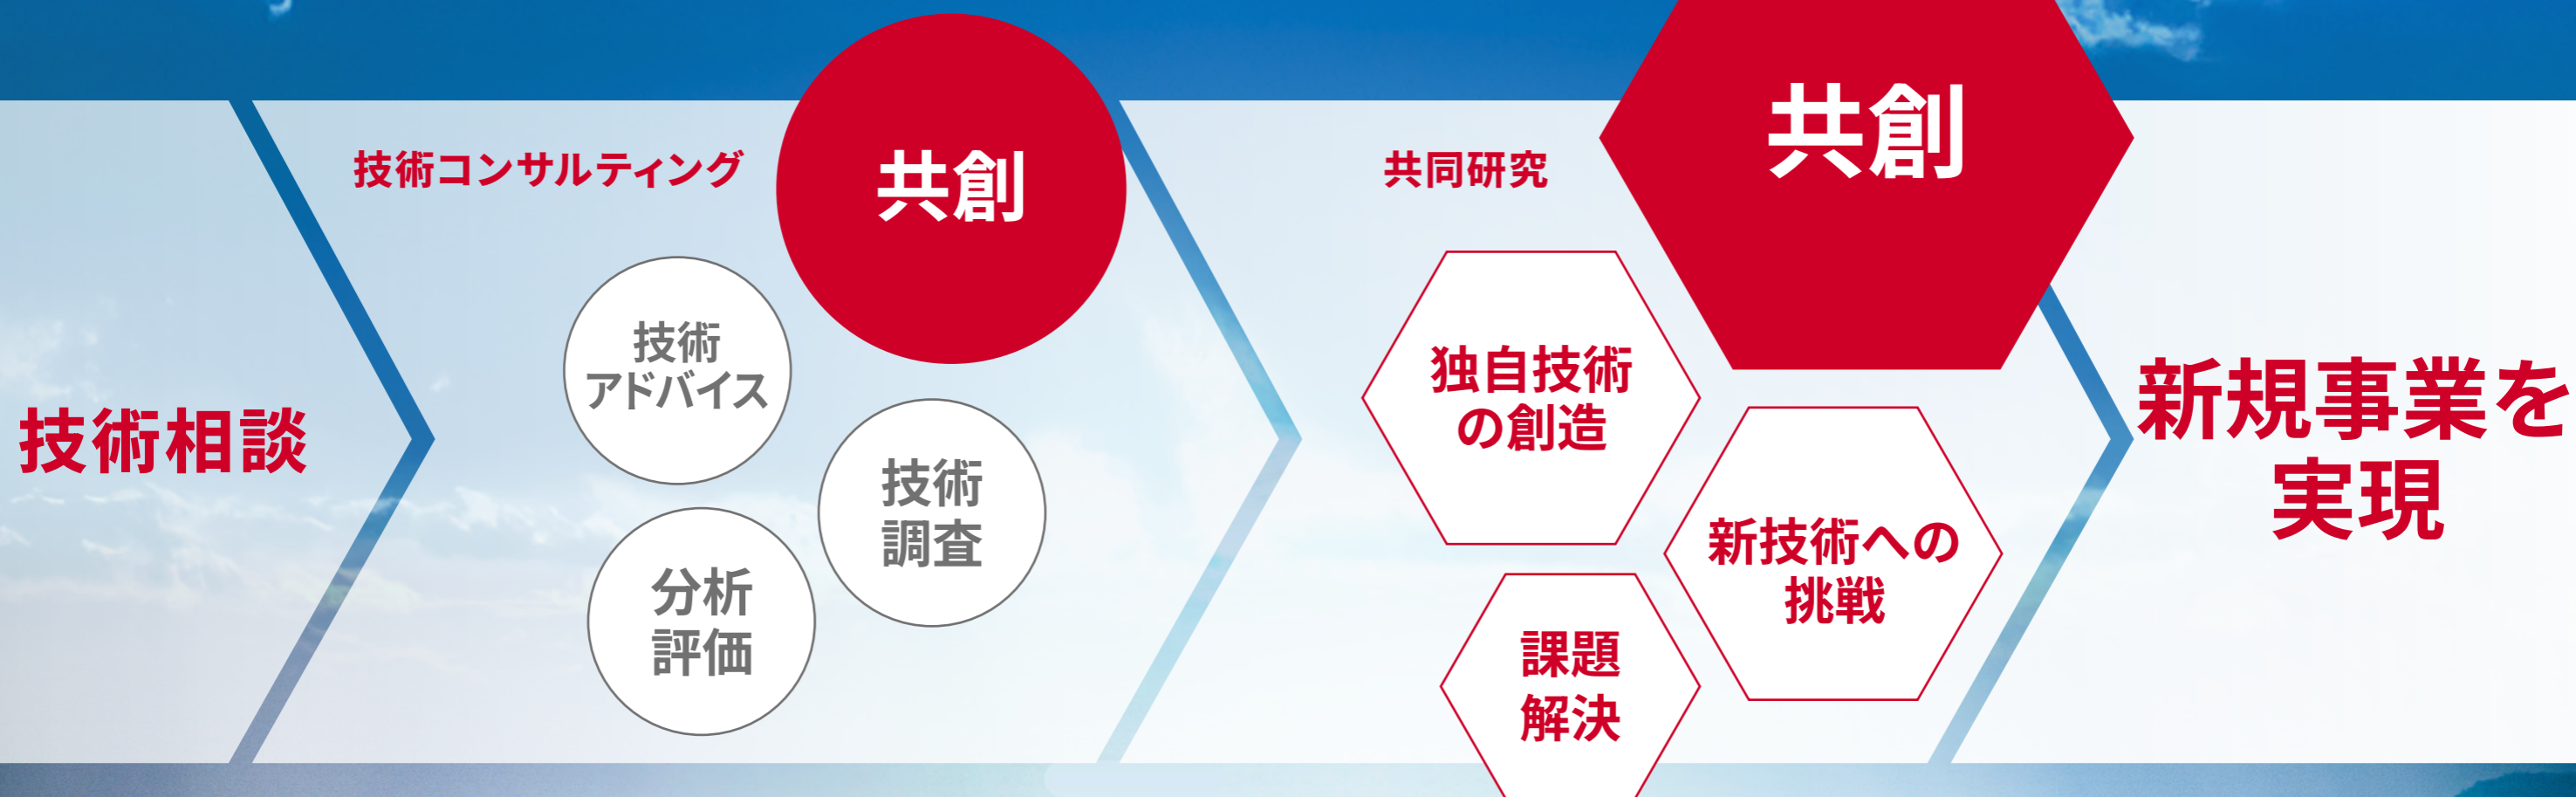 技術相談
技術コンサルティング
共創
技術
アドバイス
技術
調査
分析
評価
共同研究
共創
独自技術
の創造
新技術への
挑戦
課題
解決
新規事業を
実現